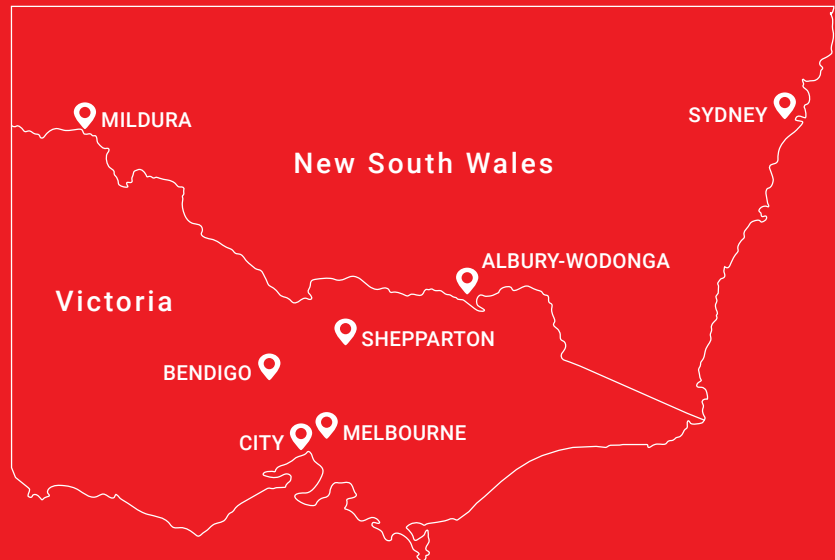 MILDURA
SYDNEY
New South Wales
ALBURY-WODONGA
Victoria
SHEPPARTON
BENDIGO
CITY
MELBOURNE